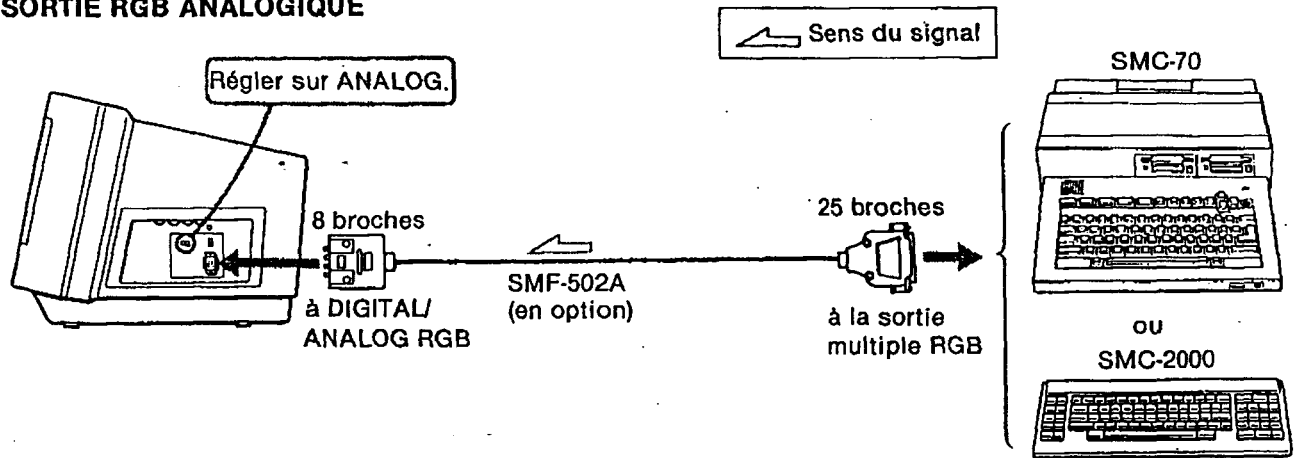 SORTIE RGB ANALOGIQUE
Sens du signal
Régler sur ANALOG.
8 broches
à DIGITAL/
ANALOG RGB
SMF-502A
(en option)
25 broches
à la sortie
multiple RGB
SMC-70
ou
SMC-2000